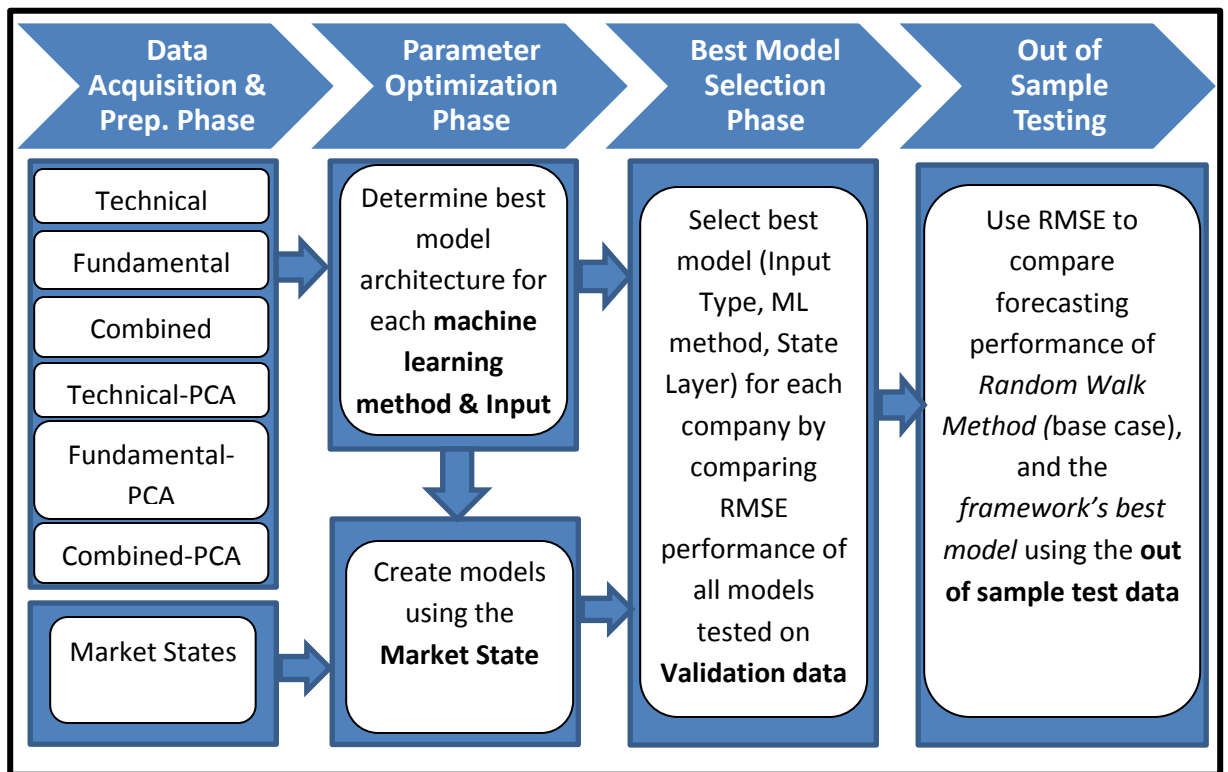 Data
Acquisition &
Prep. Phase
Parameter
Optimization
Phase
Best Model
Selection
Phase
Out of
Sample
Testing
Technical
Fundamental
Combined
Technical-PCA
Fundamental-
PCA
Combined-PCA
Market States
Determine best
model
architecture for
each machine
learning
method & Input
Create models
using the
Market State
Select best
model (Input
Type, ML
method, State
Layer) for each
company by
comparing
RMSE
performance of
all models
tested on
Validation data
Use RMSE to
compare
forecasting
performance of
Random Walk
Method (base case),
and the
framework's best
model using the out
of sample test data